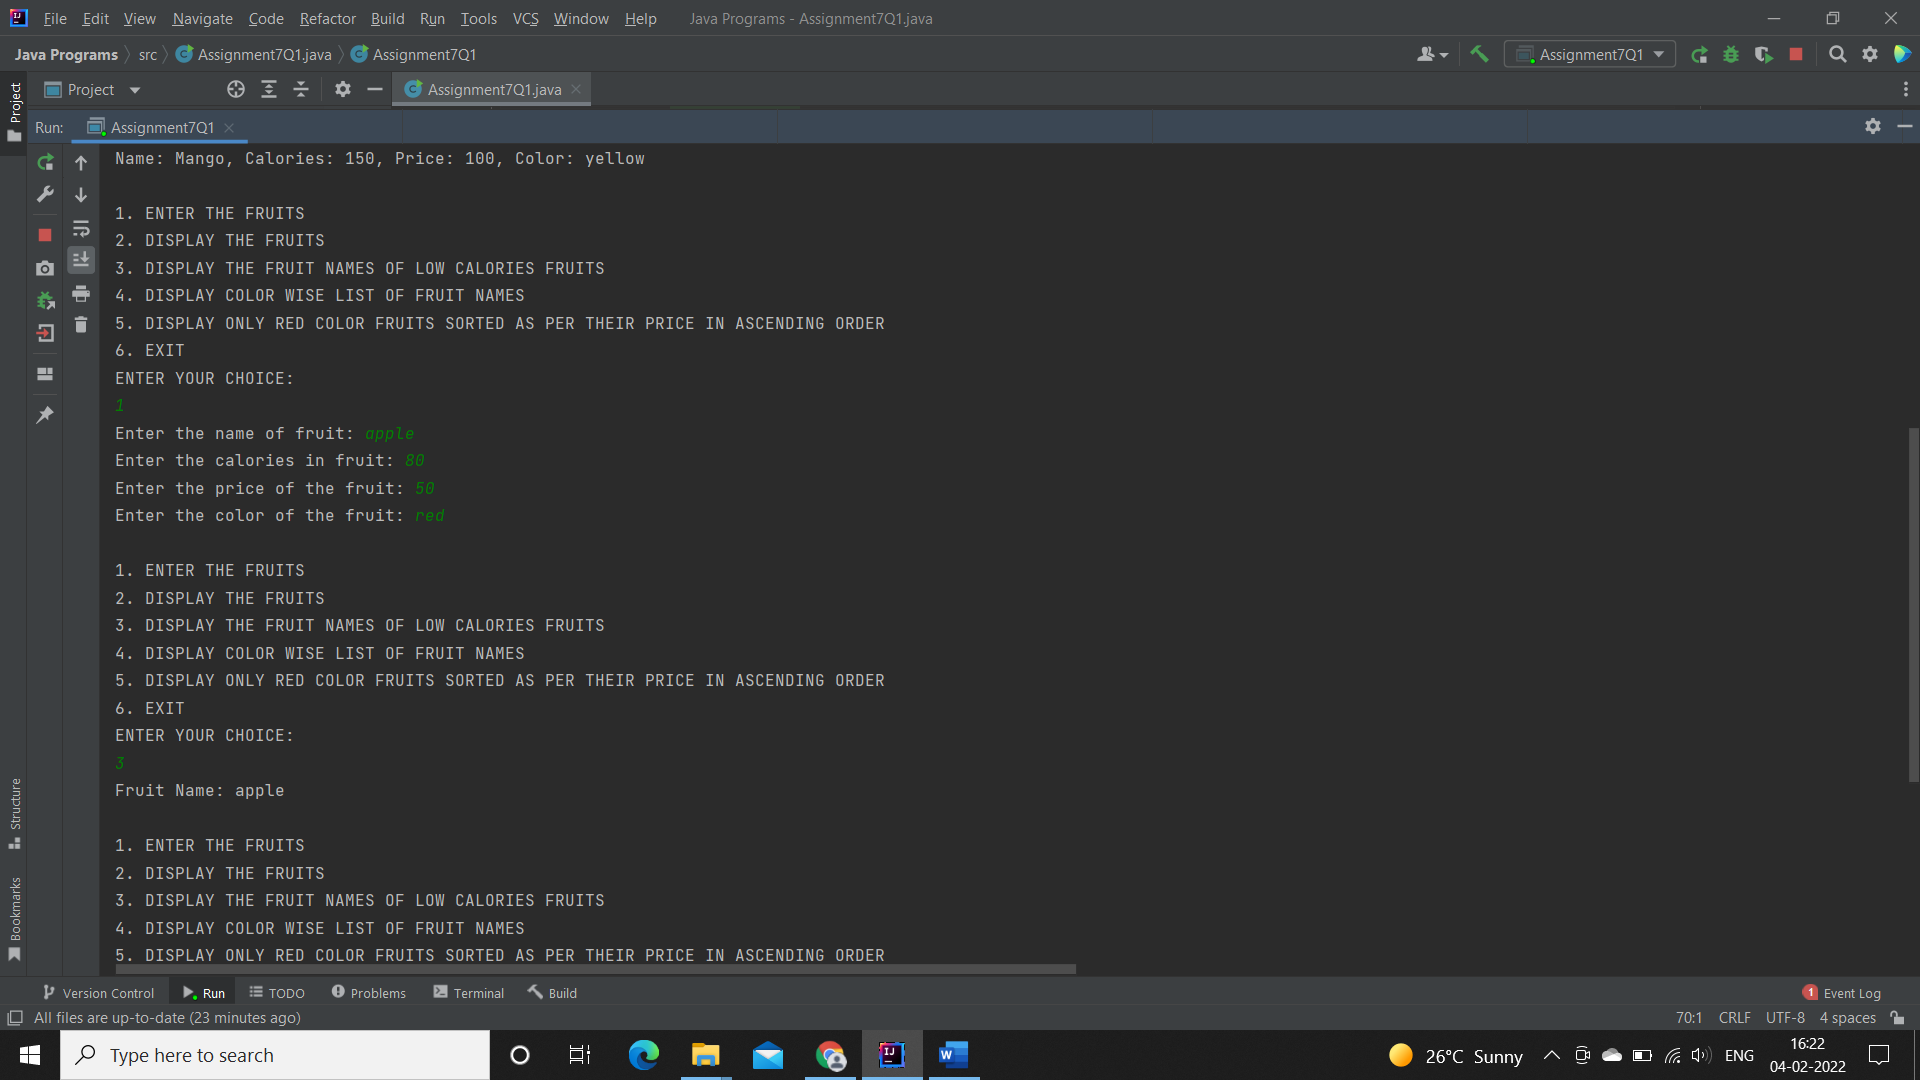 File Edit View Navigate Code Refactor Build Run Tools VCS Window Help Java Programs - Assignment7Q1.java
Java Programs src Assignment7Q1.java Assignment7Q1 Assignment7Q1
Project Project Assignment7Q1.java
Run: Assignment7Q1
Name: Mango, Calories: 150, Price: 100, Color: yellow
1. ENTER THE FRUITS
2. DISPLAY THE FRUITS
3. DISPLAY THE FRUIT NAMES OF LOW CALORIES FRUITS
4. DISPLAY COLOR WISE LIST OF FRUIT NAMES
5. DISPLAY ONLY RED COLOR FRUITS SORTED AS PER THEIR PRICE IN ASCENDING ORDER
6. EXIT
ENTER YOUR CHOICE:
1
Enter the name of fruit: apple
Enter the calories in fruit: 80
Enter the price of the fruit: 50
Enter the color of the fruit: red
1. ENTER THE FRUITS
2. DISPLAY THE FRUITS
3. DISPLAY THE FRUIT NAMES OF LOW CALORIES FRUITS
4. DISPLAY COLOR WISE LIST OF FRUIT NAMES
5. DISPLAY ONLY RED COLOR FRUITS SORTED AS PER THEIR PRICE IN ASCENDING ORDER
6. EXIT
ENTER YOUR CHOICE:
3
Fruit Name: apple
1. ENTER THE FRUITS
2. DISPLAY THE FRUITS
3. DISPLAY THE FRUIT NAMES OF LOW CALORIES FRUITS
4. DISPLAY COLOR WISE LIST OF FRUIT NAMES
5. DISPLAY ONLY RED COLOR FRUITS SORTED AS PER THEIR PRICE IN ASCENDING ORDER
Structure
Bookmarks
Version Control Run TODO Problems Terminal Build 1 Event Log
All files are up-to-date (23 minutes ago) 70:1 CRLF UTF-8 4 spaces
Type here to search 26°C Sunny ENG 16:22
04-02-2022